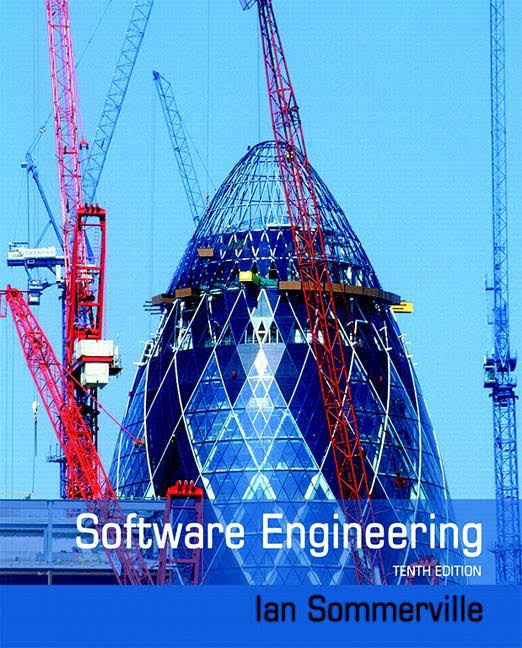 Software Engineering
TENTH EDITION
Ian Sommerville